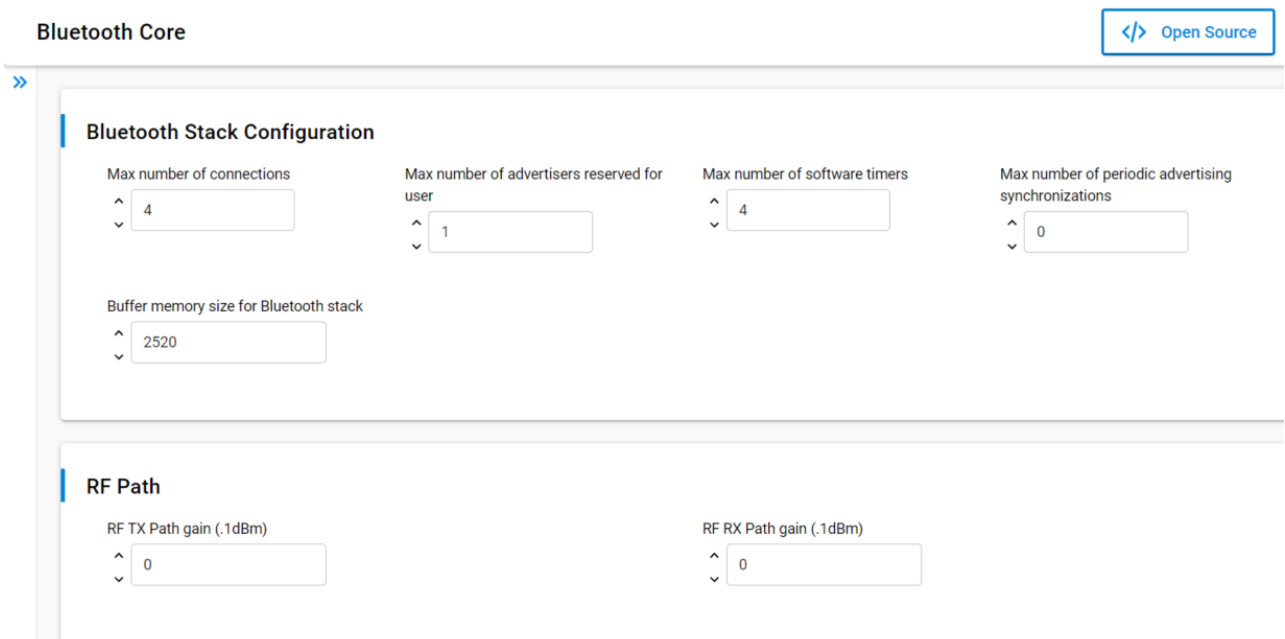 Bluetooth Core
</> Open Source
Bluetooth Stack Configuration
Max number of connections
4
Max number of advertisers reserved for
user
1
Max number of software timers
4
Max number of periodic advertising
synchronizations
0
Buffer memory size for Bluetooth stack
2520
RF Path
RF TX Path gain (.1dBm)
0
RF RX Path gain (.1dBm)
0